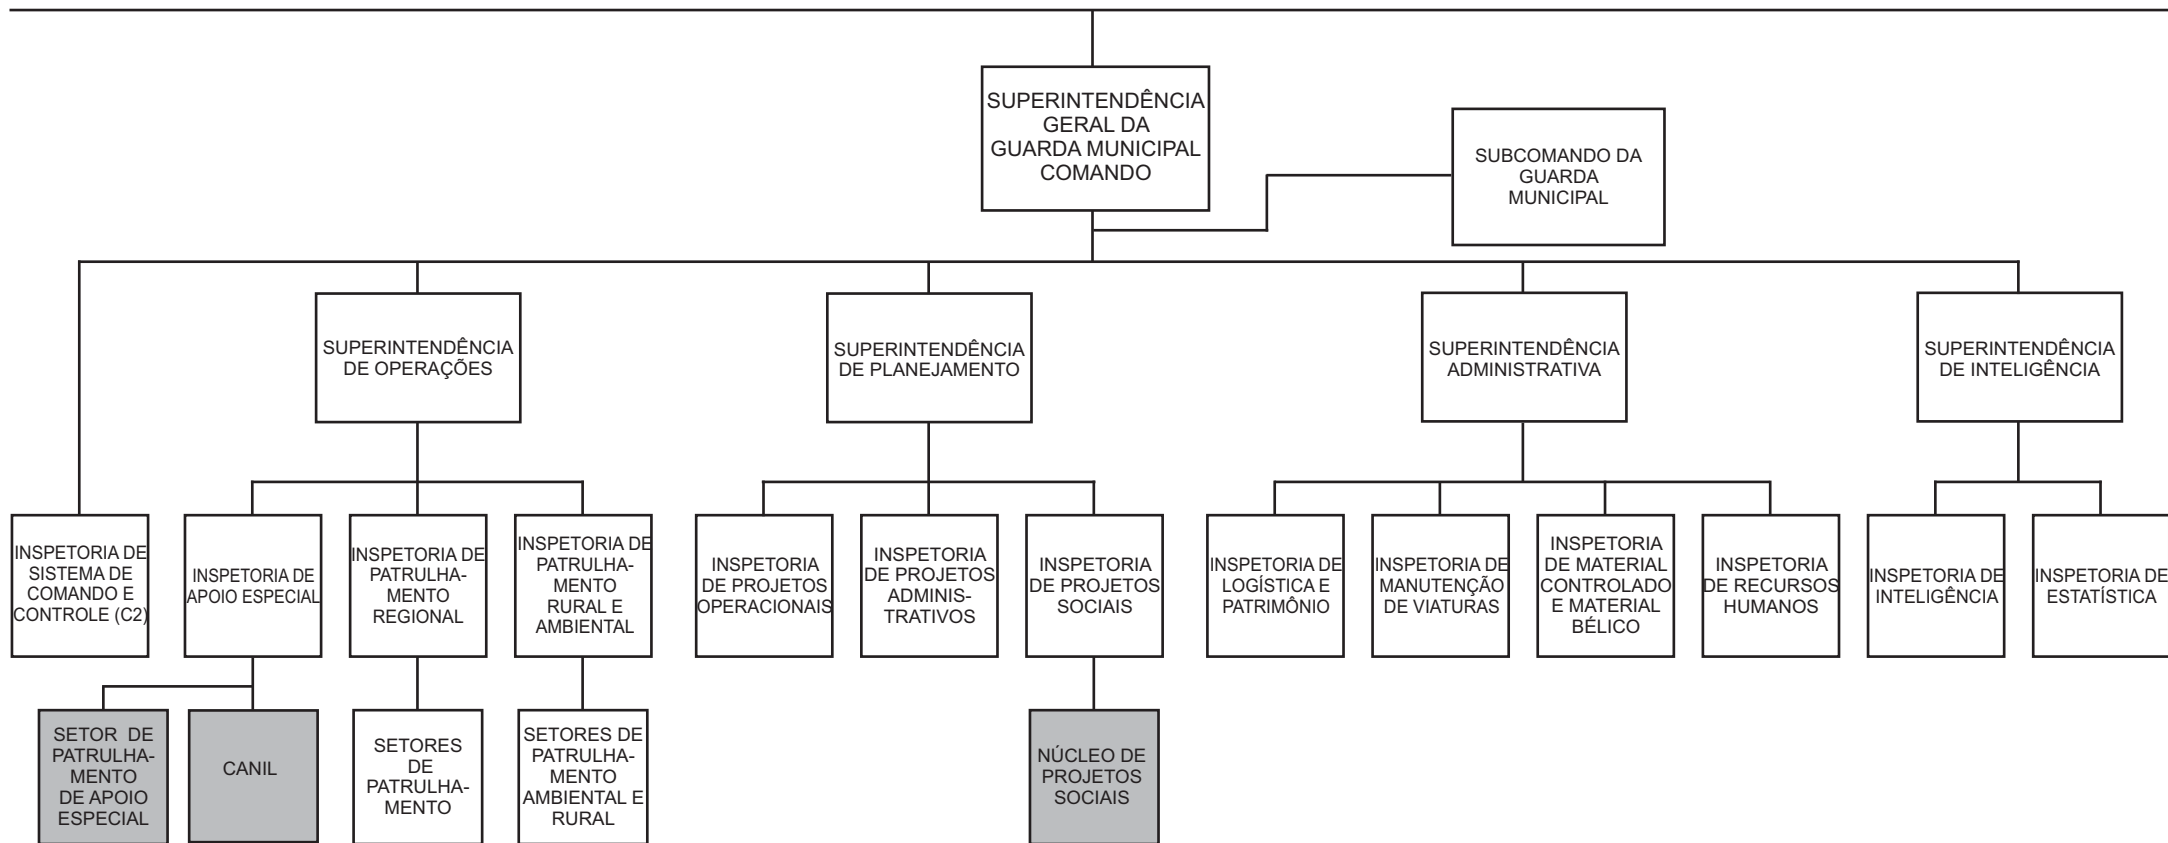 SUPERINTENDÊNCIA
GERAL DA
GUARDA MUNICIPAL
COMANDO
SUBCOMANDO DA
GUARDA
MUNICIPAL
SUPERINTENDÊNCIA
DE OPERAÇÕES
SUPERINTENDÊNCIA
DE PLANEJAMENTO
SUPERINTENDÊNCIA
ADMINISTRATIVA
SUPERINTENDÊNCIA
DE INTELIGÊNCIA
INSPETORIA DE
SISTEMA DE
COMANDO E
CONTROLE (C2)
INSPETORIA DE
APOIO ESPECIAL
INSPETORIA DE
PATRULHA-
MENTO
REGIONAL
INSPETORIA DE
PATRULHA-
MENTO
RURAL E
AMBIENTAL
INSPETORIA
DE PROJETOS
OPERACIONAIS
INSPETORIA
DE PROJETOS
ADMINIS-
TRATIVOS
INSPETORIA
DE PROJETOS
SOCIAIS
INSPETORIA DE
LOGÍSTICA E
PATRIMÔNIO
INSPETORIA DE
MANUTENÇÃO
DE VIATURAS
INSPETORIA
DE MATERIAL
CONTROLADO
E MATERIAL
BÉLICO
INSPETORIA
DE RECURSOS
HUMANOS
INSPETORIA DE
INTELIGÊNCIA
INSPETORIA DE
ESTATÍSTICA
SETOR DE
PATRULHA-
MENTO
DE APOIO
ESPECIAL
CANIL
SETORES
DE
PATRULHA-
MENTO
SETORES DE
PATRULHA-
MENTO
AMBIENTAL E
RURAL
NÚCLEO DE
PROJETOS
SOCIAIS